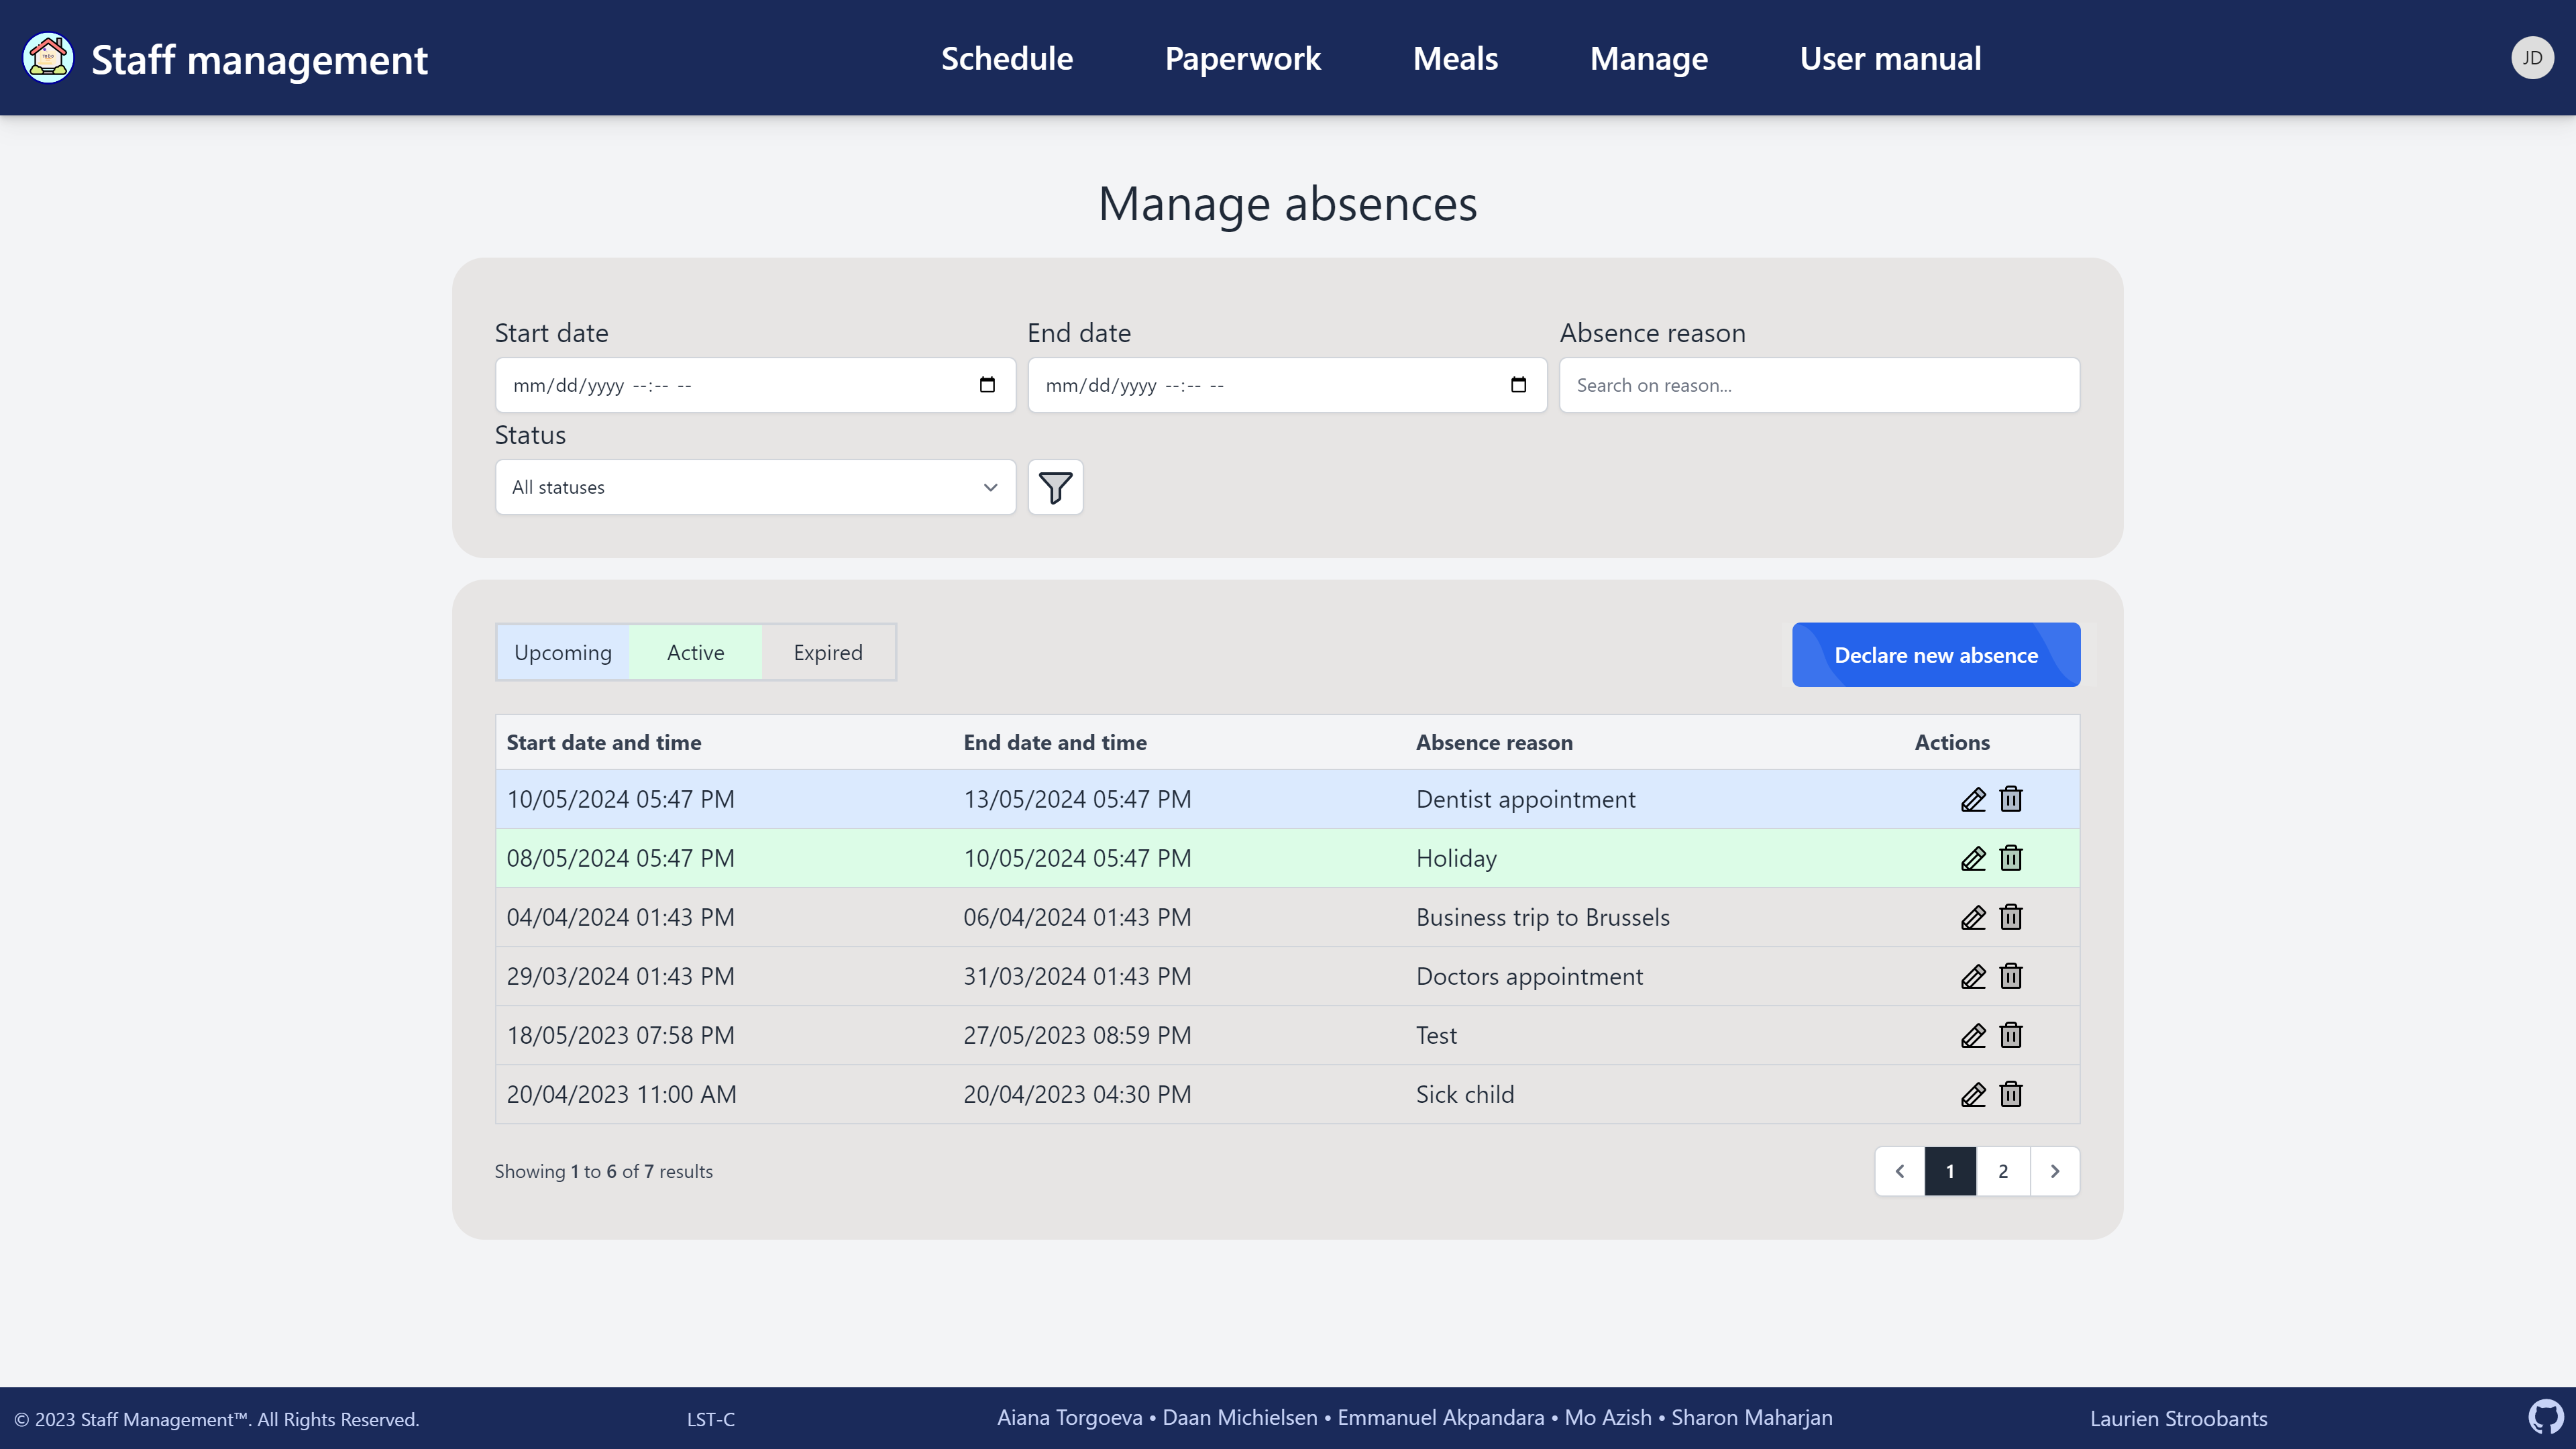 Staff management
Schedule
Paperwork
Meals
Manage
User manual
JD
Manage absences
Start date
End date
Absence reason
mm/dd/yyyy --:-- --
mm/dd/yyyy --:-- --
Search on reason...
Status
All statuses
Upcoming
Active
Expired
Declare new absence
Start date and time End date and time Absence reason Actions
10/05/2024 05:47 PM 13/05/2024 05:47 PM Dentist appointment
08/05/2024 05:47 PM 10/05/2024 05:47 PM Holiday
04/04/2024 01:43 PM 06/04/2024 01:43 PM Business trip to Brussels
29/03/2024 01:43 PM 31/03/2024 01:43 PM Doctors appointment
18/05/2023 07:58 PM 27/05/2023 08:59 PM Test
20/04/2023 11:00 AM 20/04/2023 04:30 PM Sick child
Showing 1 to 6 of 7 results
1
2
© 2023 Staff Management™. All Rights Reserved.
LST-C
Aiana Torgoeva • Daan Michielsen • Emmanuel Akpandara • Mo Azish • Sharon Maharjan
Laurien Stroobants